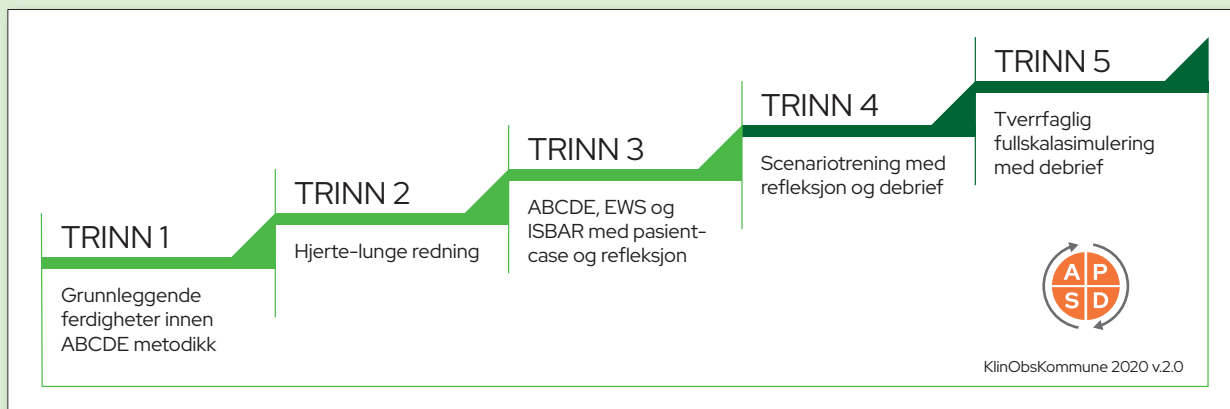 TRINN 1
Grunnleggende
ferdigheter innen
ABCDE metodikk
TRINN 2
Hjerte-lunge redning
TRINN 3
ABCDE, EWS og
ISBAR med pasient-
case og refleksjon
TRINN 4
Scenariotrening med
refleksjon og debrief
TRINN 5
Tverrfaglig
fullskalasimulering
med debrief
A P
S D
KlinObsKommune 2020 v.2.0